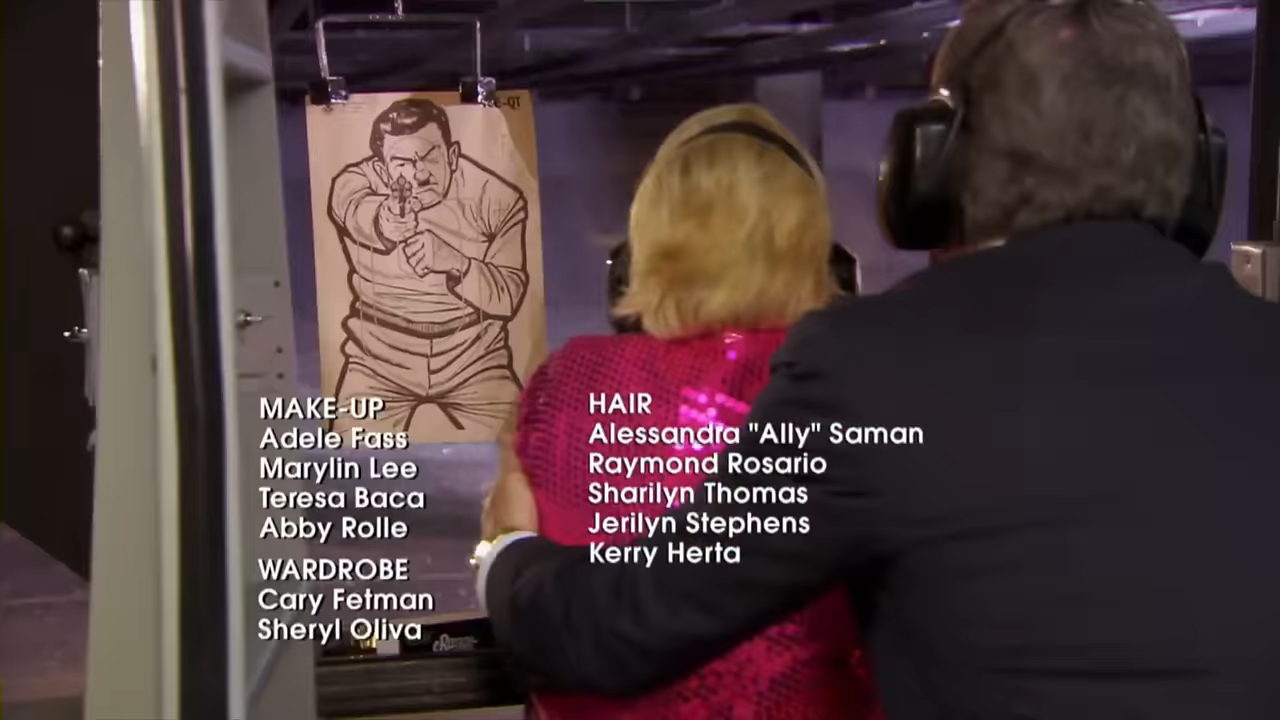 MAKE-UP
Adele Fass
Marylin Lee
Teresa Baca
Abby Rolle
WARDROBE
Cary Fetman
Sheryl Oliva
HAIR
Alessandra "Ally" Saman
Raymond Rosario
Sharilyn Thomas
Jerilyn Stephens
Kerry Herta